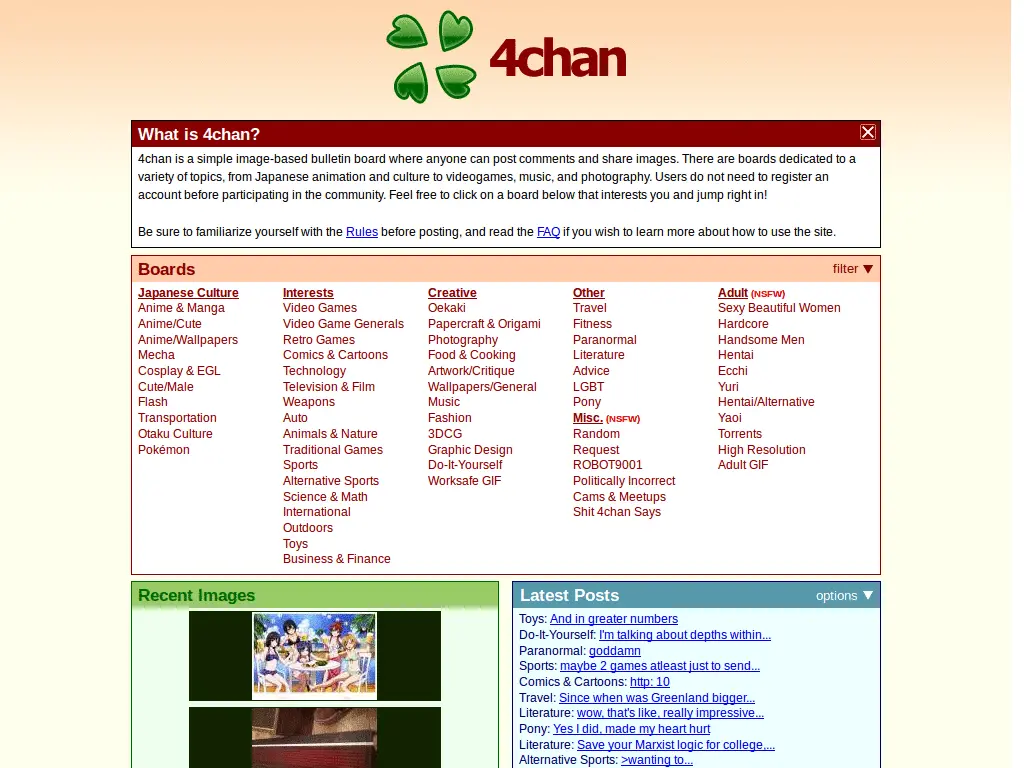 4chan
What is 4chan?
4chan is a simple image-based bulletin board where anyone can post comments and share images. There are boards dedicated to a
variety of topics, from Japanese animation and culture to videogames, music, and photography. Users do not need to register an
account before participating in the community. Feel free to click on a board below that interests you and jump right in!
Be sure to familiarize yourself with the Rules before posting, and read the FAQ if you wish to learn more about how to use the site.
Boards
filter ▼
Japanese Culture
Anime & Manga
Anime/Cute
Anime/Wallpapers
Mecha
Cosplay & EGL
Cute/Male
Flash
Transportation
Otaku Culture
Pokémon
Interests
Video Games
Video Game Generals
Retro Games
Comics & Cartoons
Technology
Television & Film
Weapons
Auto
Animals & Nature
Traditional Games
Sports
Alternative Sports
Science & Math
International
Outdoors
Toys
Business & Finance
Creative
Oekaki
Papercraft & Origami
Photography
Food & Cooking
Artwork/Critique
Wallpapers/General
Music
Fashion
3DCG
Graphic Design
Do-It-Yourself
Worksafe GIF
Other
Travel
Fitness
Paranormal
Literature
Advice
LGBT
Pony
Misc. (NSFW)
Random
Request
ROBOT9001
Politically Incorrect
Cams & Meetups
Shit 4chan Says
Adult (NSFW)
Sexy Beautiful Women
Hardcore
Handsome Men
Hentai
Ecchi
Yuri
Hentai/Alternative
Yaoi
Torrents
High Resolution
Adult GIF
Recent Images
Latest Posts
options ▼
Toys: And in greater numbers
Do-It-Yourself: I'm talking about depths within...
Paranormal: goddamn
Sports: maybe 2 games atleast just to send...
Comics & Cartoons: http: 10
Travel: Since when was Greenland bigger...
Literature: wow, that's like, really impressive...
Pony: Yes I did, made my heart hurt
Literature: Save your Marxist logic for college,...
Alternative Sports: >wanting to...